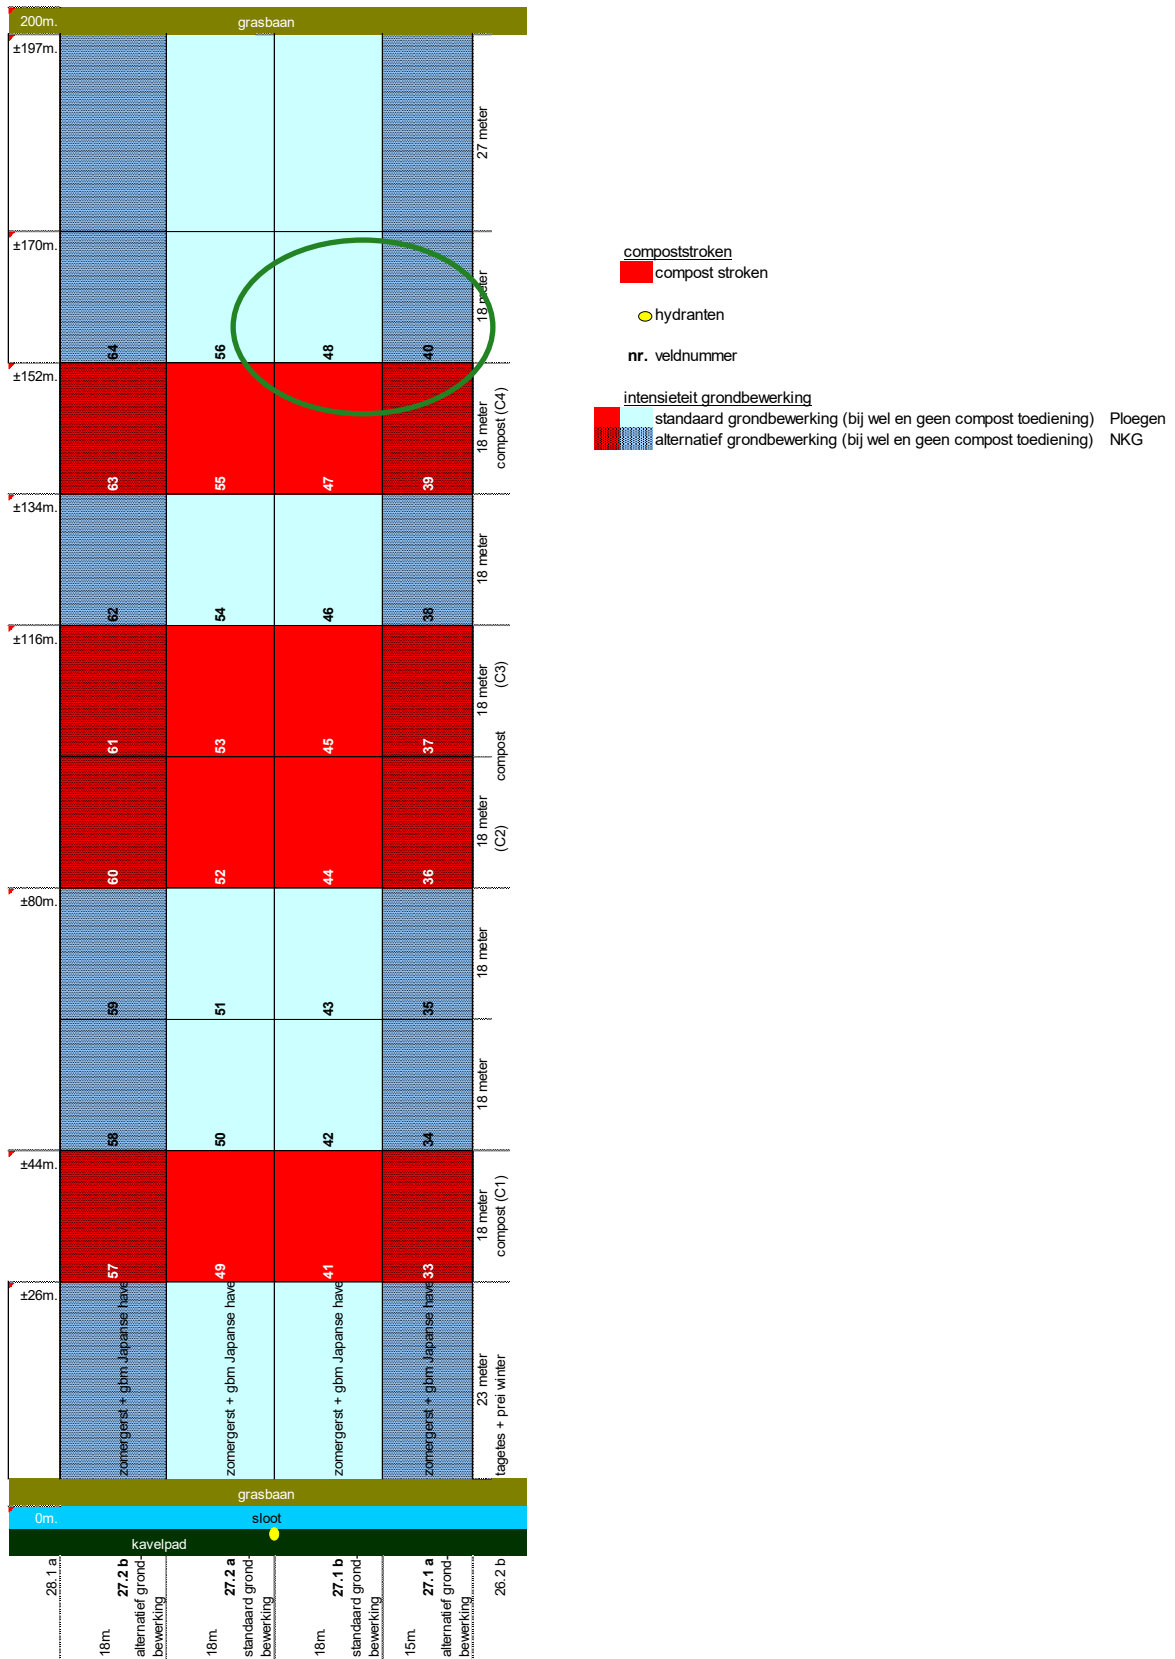 200m.
grasbaan
±197m.
27 meter
±170m.
18 meter
64
56
48
40
±152m.
18 meter
compost (C4)
63
55
47
39
±134m.
18 meter
62
54
46
38
±116m.
18 meter
(C3)
61
53
45
37
compost
18 meter
(C2)
60
52
44
36
±80m.
18 meter
59
51
43
35
18 meter
58
50
42
34
±44m.
18 meter
compost (C1)
57
49
41
33
±26m.
zomergerst + gbm Japanse have
zomergerst + gbm Japanse have
zomergerst + gbm Japanse have
zomergerst + gbm Japanse have
23 meter
tagetes + prei winter
grasbaan
0m.
sloot
kavelpad
28.1 a
18m.
27.2 b
alternatief grond-
bewerking
18m.
27.2 a
standaard grond-
bewerking
18m.
27.1 b
standaard grond-
bewerking
15m.
27.1 a
alternatief grond-
bewerking
26.2 b
compoststroken
compost stroken
hydranten
nr. veldnummer
intensieteit grondbewerking
standaard grondbewerking (bij wel en geen compost toediening) Ploegen
alternatief grondbewerking (bij wel en geen compost toediening) NKG